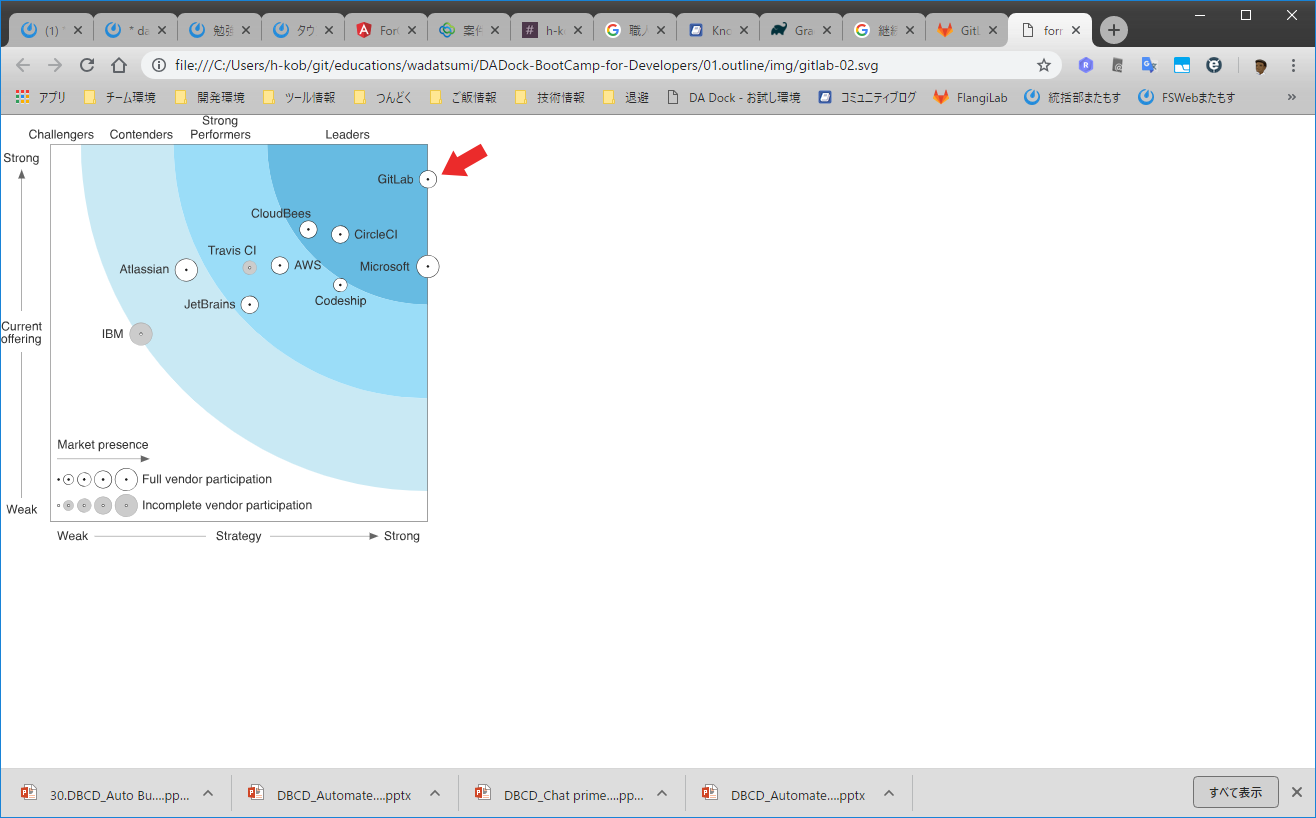 (1)
* da
勉強
タウ
For
案件
h-k
職人
Knc
Gra
継続
GitL
forr
file:///C:/Users/h-kob/git/educations/wadatsumi/DADock-BootCamp-for-Developers/01.outline/img/gitlab-02.svg
アプリ チーム環境 開発環境 ツール情報 つんどく ご飯情報 技術情報 退避 DA Dock - お試し環境 コミュニティブログ FlangiLab 統括部またもす FSWebまたもす »
Strong
Challengers Contenders Performers Leaders
Strong
GitLab
CloudBees
CircleCI
Travis CI
Atlassian AWS Microsoft
JetBrains Codeship
Current
offering
IBM
Market presence
Full vendor participation
Incomplete vendor participation
Weak
Weak Strategy Strong
30.DBCD_Auto Bu....pp... DBCD_Automate....pptx DBCD_Chat prime....pp... DBCD_Automate....pptx すべて表示